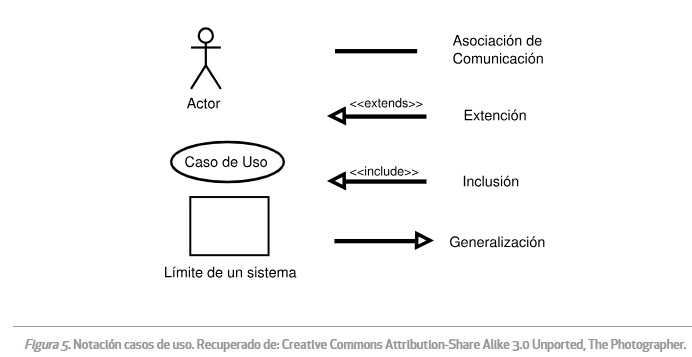 Actor
Caso de Uso
Límite de un sistema
Asociación de
Comunicación
<<extends>>
Extención
<<include>>
Inclusión
Generalización
Figura 5. Notación casos de uso. Recuperado de: Creative Commons Attribution-Share Alike 3.0 Unported, The Photographer.